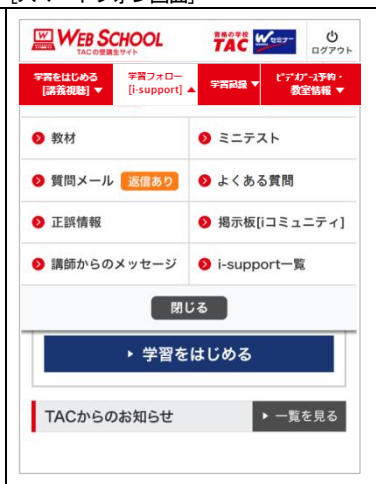 [スマートフォン画面]
WEB SCHOOL
TACの受講生サイト
資格の学校
TAC Wセミナー
ログアウト
学習をはじめる
[講義視聴]▼
学習フォロー
[i-support]▲
学習記録▼
ビデオブース予約・
教室情報▼
教材
ミニテスト
質問メール 返信あり
よくある質問
正誤情報
掲示板[iコミュニティ]
講師からのメッセージ
i-support一覧
閉じる
学習をはじめる
TACからのお知らせ
一覧を見る